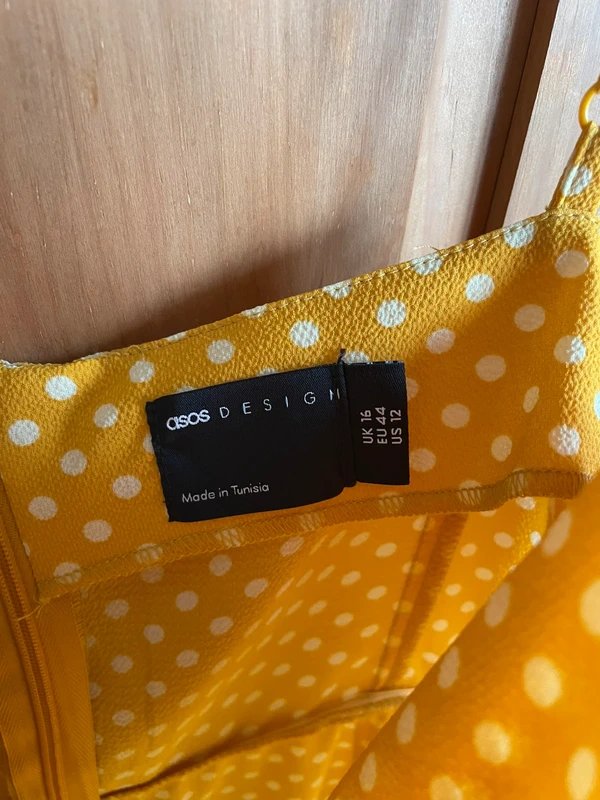 asos DESIGN
Made in Tunisia
UK 16
EU 44
US 12